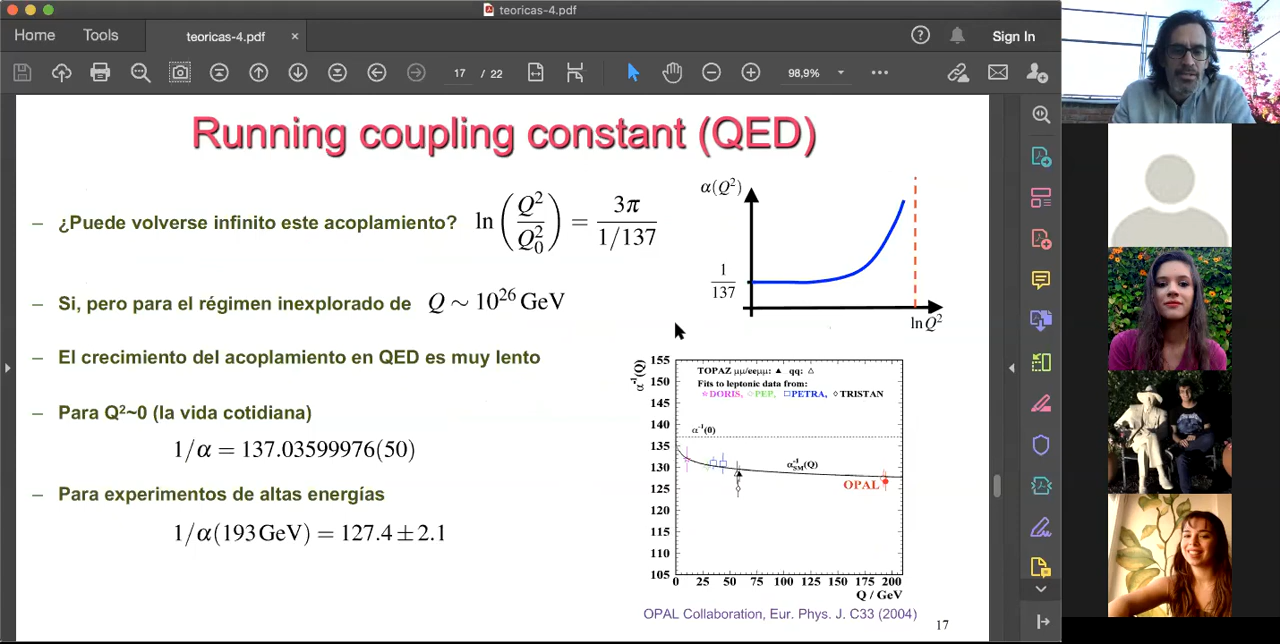 teoricas-4.pdf
Home
Tools
teoricas-4.pdf
×
?
Sign In
17 / 22
98,9%
Running coupling constant (QED)
– ¿Puede volverse infinito este acoplamiento? ln(Q²/Q₀²) = 3π/(1/137)
– Si, pero para el régimen inexplorado de Q ∼ 10²⁶ GeV
– El crecimiento del acoplamiento en QED es muy lento
– Para Q²~0 (la vida cotidiana)
1/α = 137.03599976(50)
– Para experimentos de altas energías
1/α(193 GeV) = 127.4 ± 2.1
α(Q²)
1/137
ln Q²
α⁻¹(Q)
155
150
145
140
135
130
125
120
115
110
105
TOPAZ μμ/eeμμ: ▲ qq: △
Fits to leptonic data from:
☆DORIS, ○PEP, □PETRA, ◇TRISTAN
α⁻¹(0)
α⁻¹SM(Q)
OPAL
0 25 50 75 100 125 150 175 200
Q / GeV
OPAL Collaboration, Eur. Phys. J. C33 (2004)
17